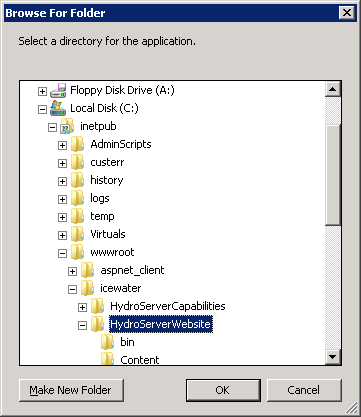 Browse For Folder
Select a directory for the application.
Floppy Disk Drive (A:)
Local Disk (C:)
inetpub
AdminScripts
custerr
history
logs
temp
Virtuals
wwwroot
aspnet_client
icewater
HydroServerCapabilities
HydroServerWebsite
bin
Content
Make New Folder
OK
Cancel